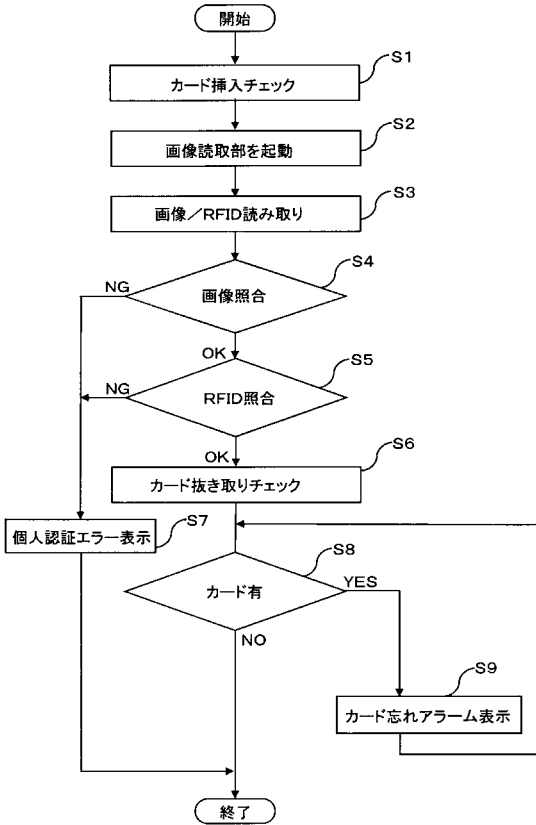 開始
カード挿入チェック
S1
画像読取部を起動
S2
画像／RFID読み取り
S3
画像照合
S4
NG
OK
RFID照合
S5
NG
OK
カード抜き取りチェック
S6
個人認証エラー表示
S7
カード有
S8
YES
NO
カード忘れアラーム表示
S9
終了